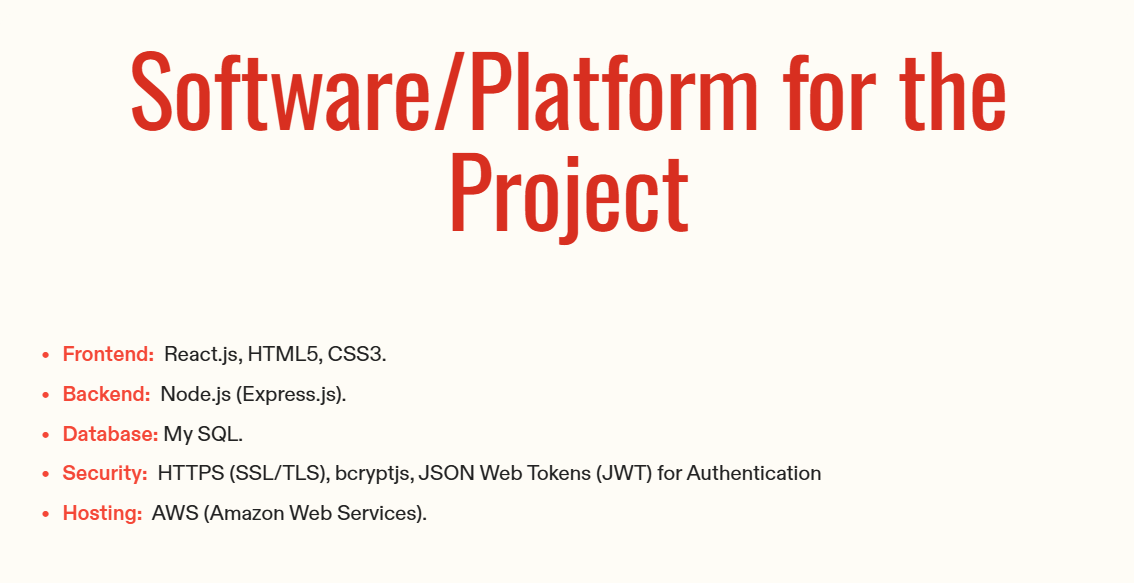 Software/Platform for the
Project
• Frontend: React.js, HTML5, CSS3.
• Backend: Node.js (Express.js).
• Database: My SQL.
• Security: HTTPS (SSL/TLS), bcryptjs, JSON Web Tokens (JWT) for Authentication
• Hosting: AWS (Amazon Web Services).